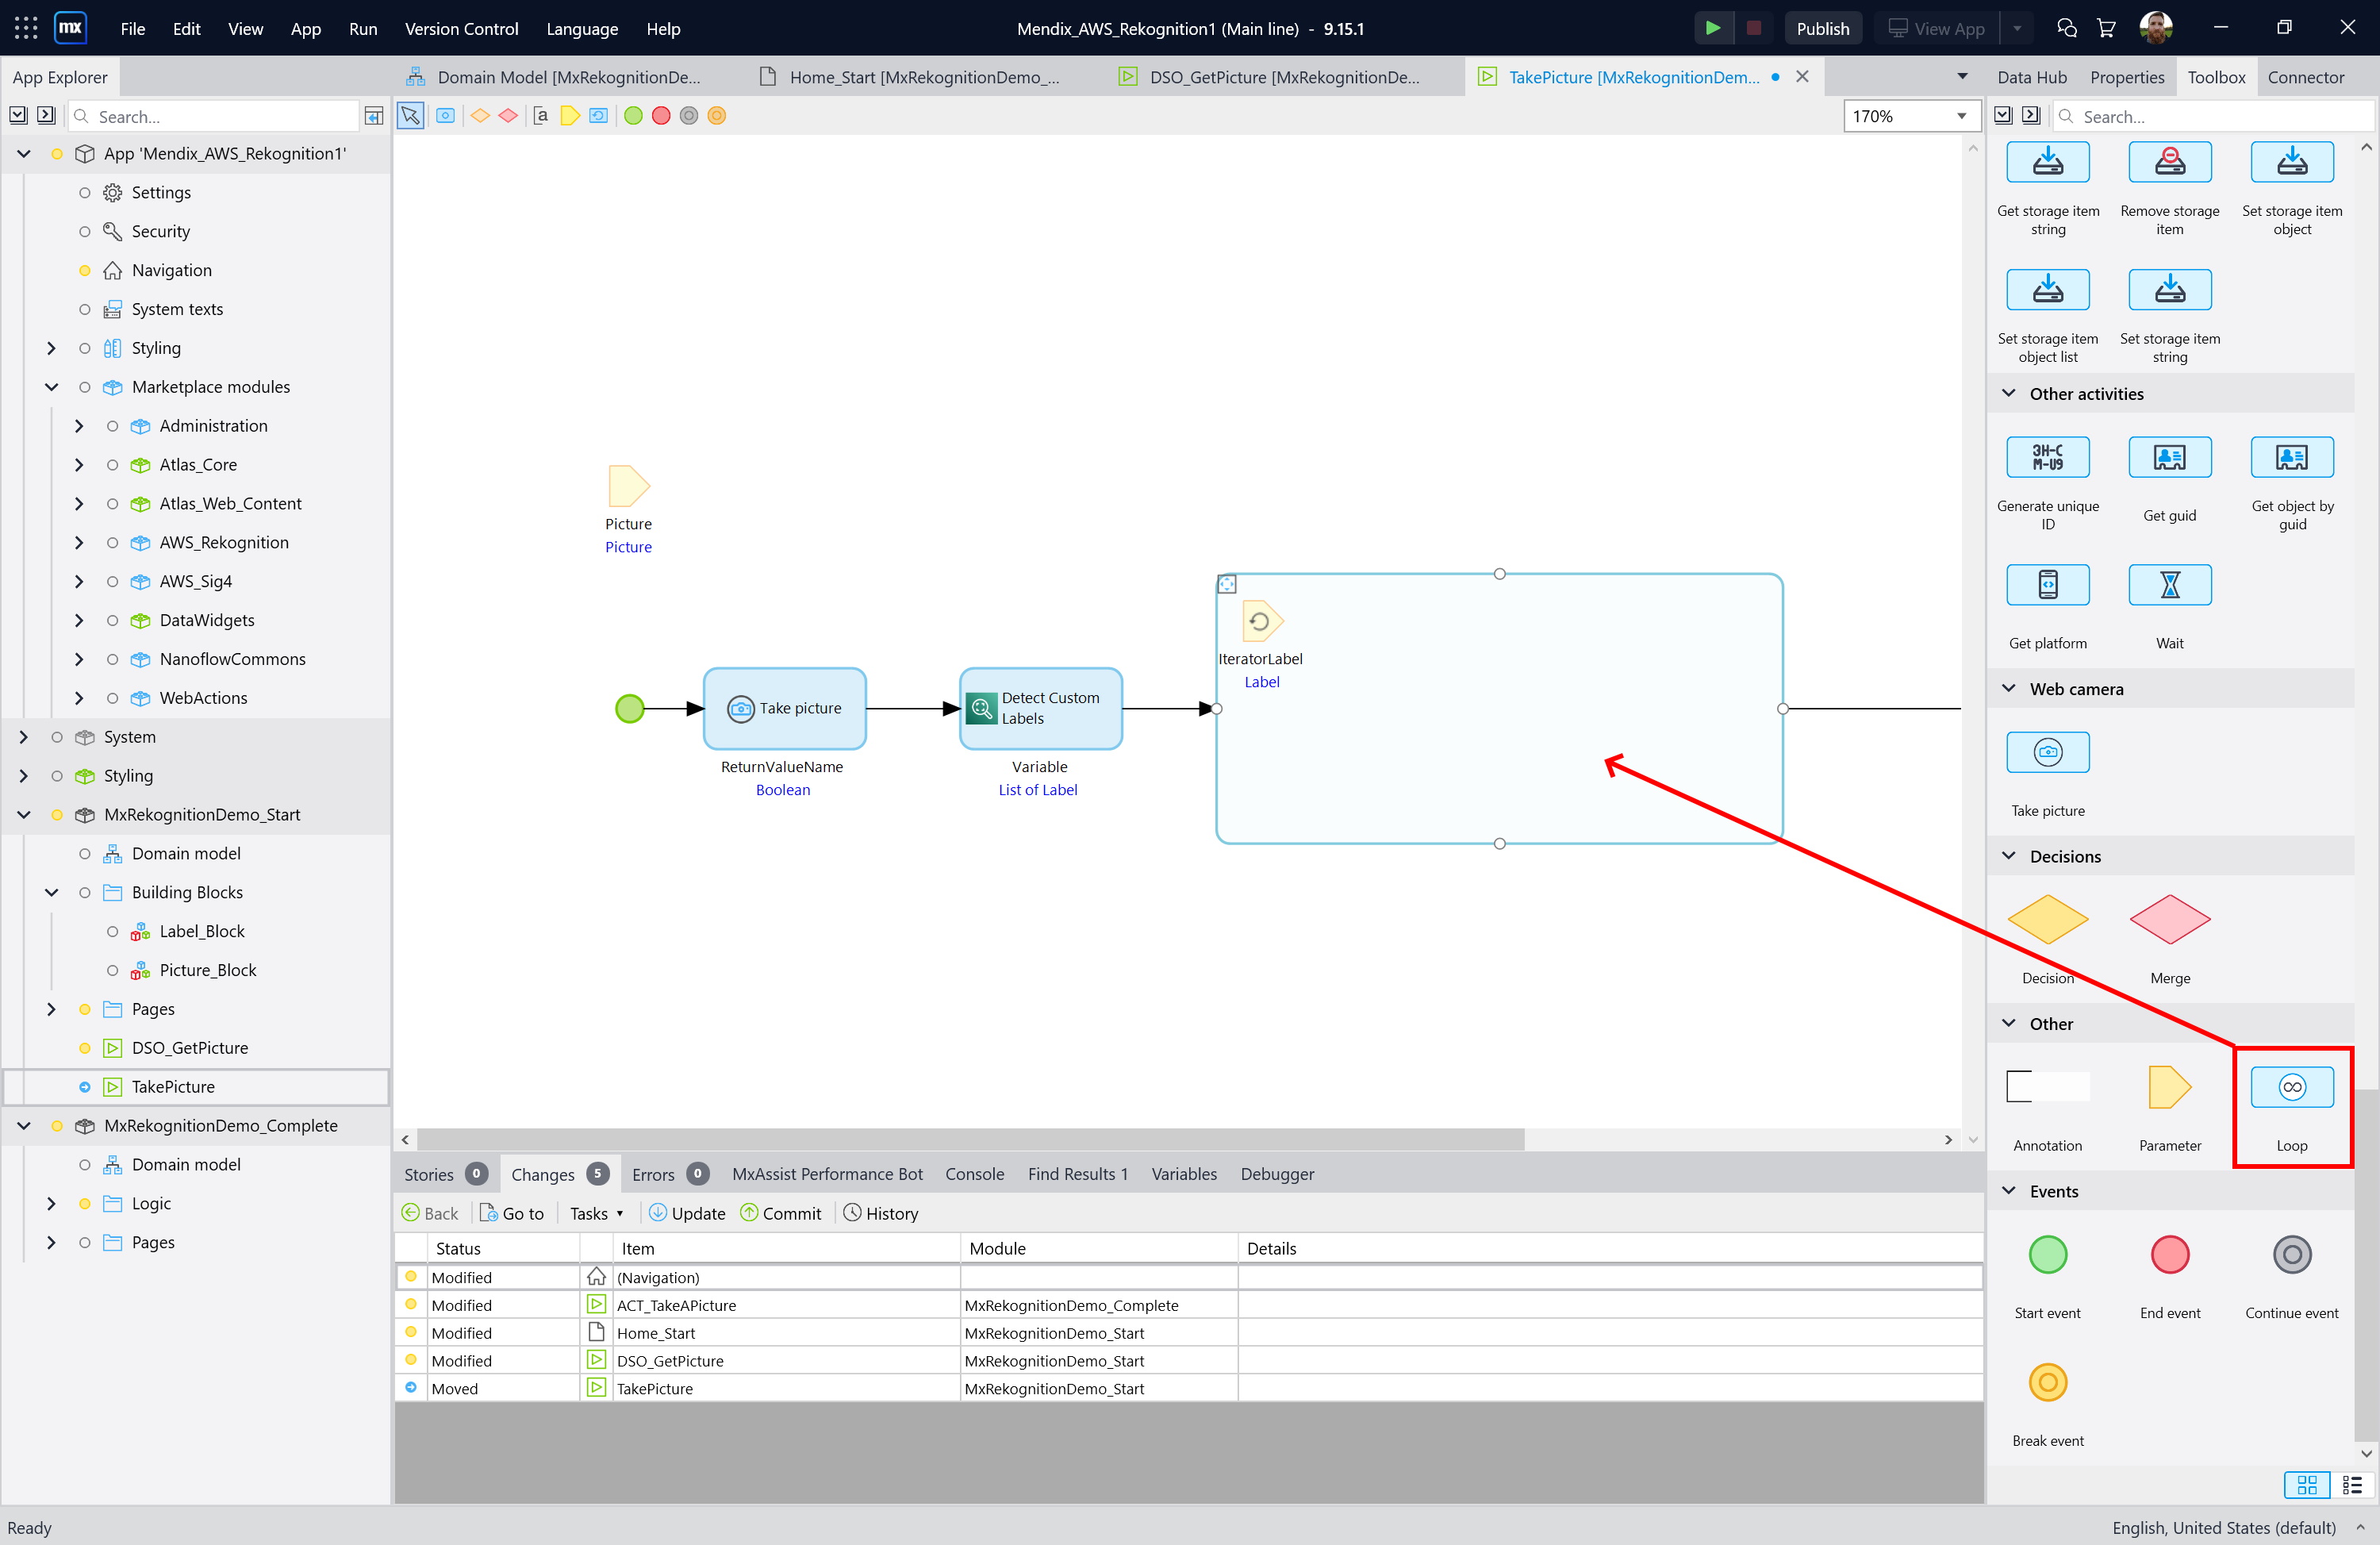 mx File Edit View App Run Version Control Language Help
Mendix_AWS_Rekognition1 (Main line) - 9.15.1
Publish View App
App Explorer
Domain Model [MxRekognitionDe...
Home_Start [MxRekognitionDemo_...
DSO_GetPicture [MxRekognitionDe...
TakePicture [MxRekognitionDem...
Data Hub Properties Toolbox Connector
Search...
170%
Search...
App 'Mendix_AWS_Rekognition1'
Settings
Security
Navigation
System texts
Styling
Marketplace modules
Administration
Atlas_Core
Atlas_Web_Content
AWS_Rekognition
AWS_Sig4
DataWidgets
NanoflowCommons
WebActions
System
Styling
MxRekognitionDemo_Start
Domain model
Building Blocks
Label_Block
Picture_Block
Pages
DSO_GetPicture
TakePicture
MxRekognitionDemo_Complete
Domain model
Logic
Pages
Picture
Picture
Take picture
ReturnValueName
Boolean
Detect Custom
Labels
Variable
List of Label
IteratorLabel
Label
Get storage item
string
Remove storage
item
Set storage item
object
Set storage item
object list
Set storage item
string
Other activities
3H-C
M-U9
Generate unique
ID
Get guid
Get object by
guid
Get platform
Wait
Web camera
Take picture
Decisions
Decision
Merge
Other
Annotation
Parameter
Loop
Events
Start event
End event
Continue event
Break event
Stories 0 Changes 5 Errors 0 MxAssist Performance Bot Console Find Results 1 Variables Debugger
Back Go to Tasks Update Commit History
Status Item Module Details
Modified (Navigation)
Modified ACT_TakeAPicture MxRekognitionDemo_Complete
Modified Home_Start MxRekognitionDemo_Start
Modified DSO_GetPicture MxRekognitionDemo_Start
Moved TakePicture MxRekognitionDemo_Start
Ready
English, United States (default)